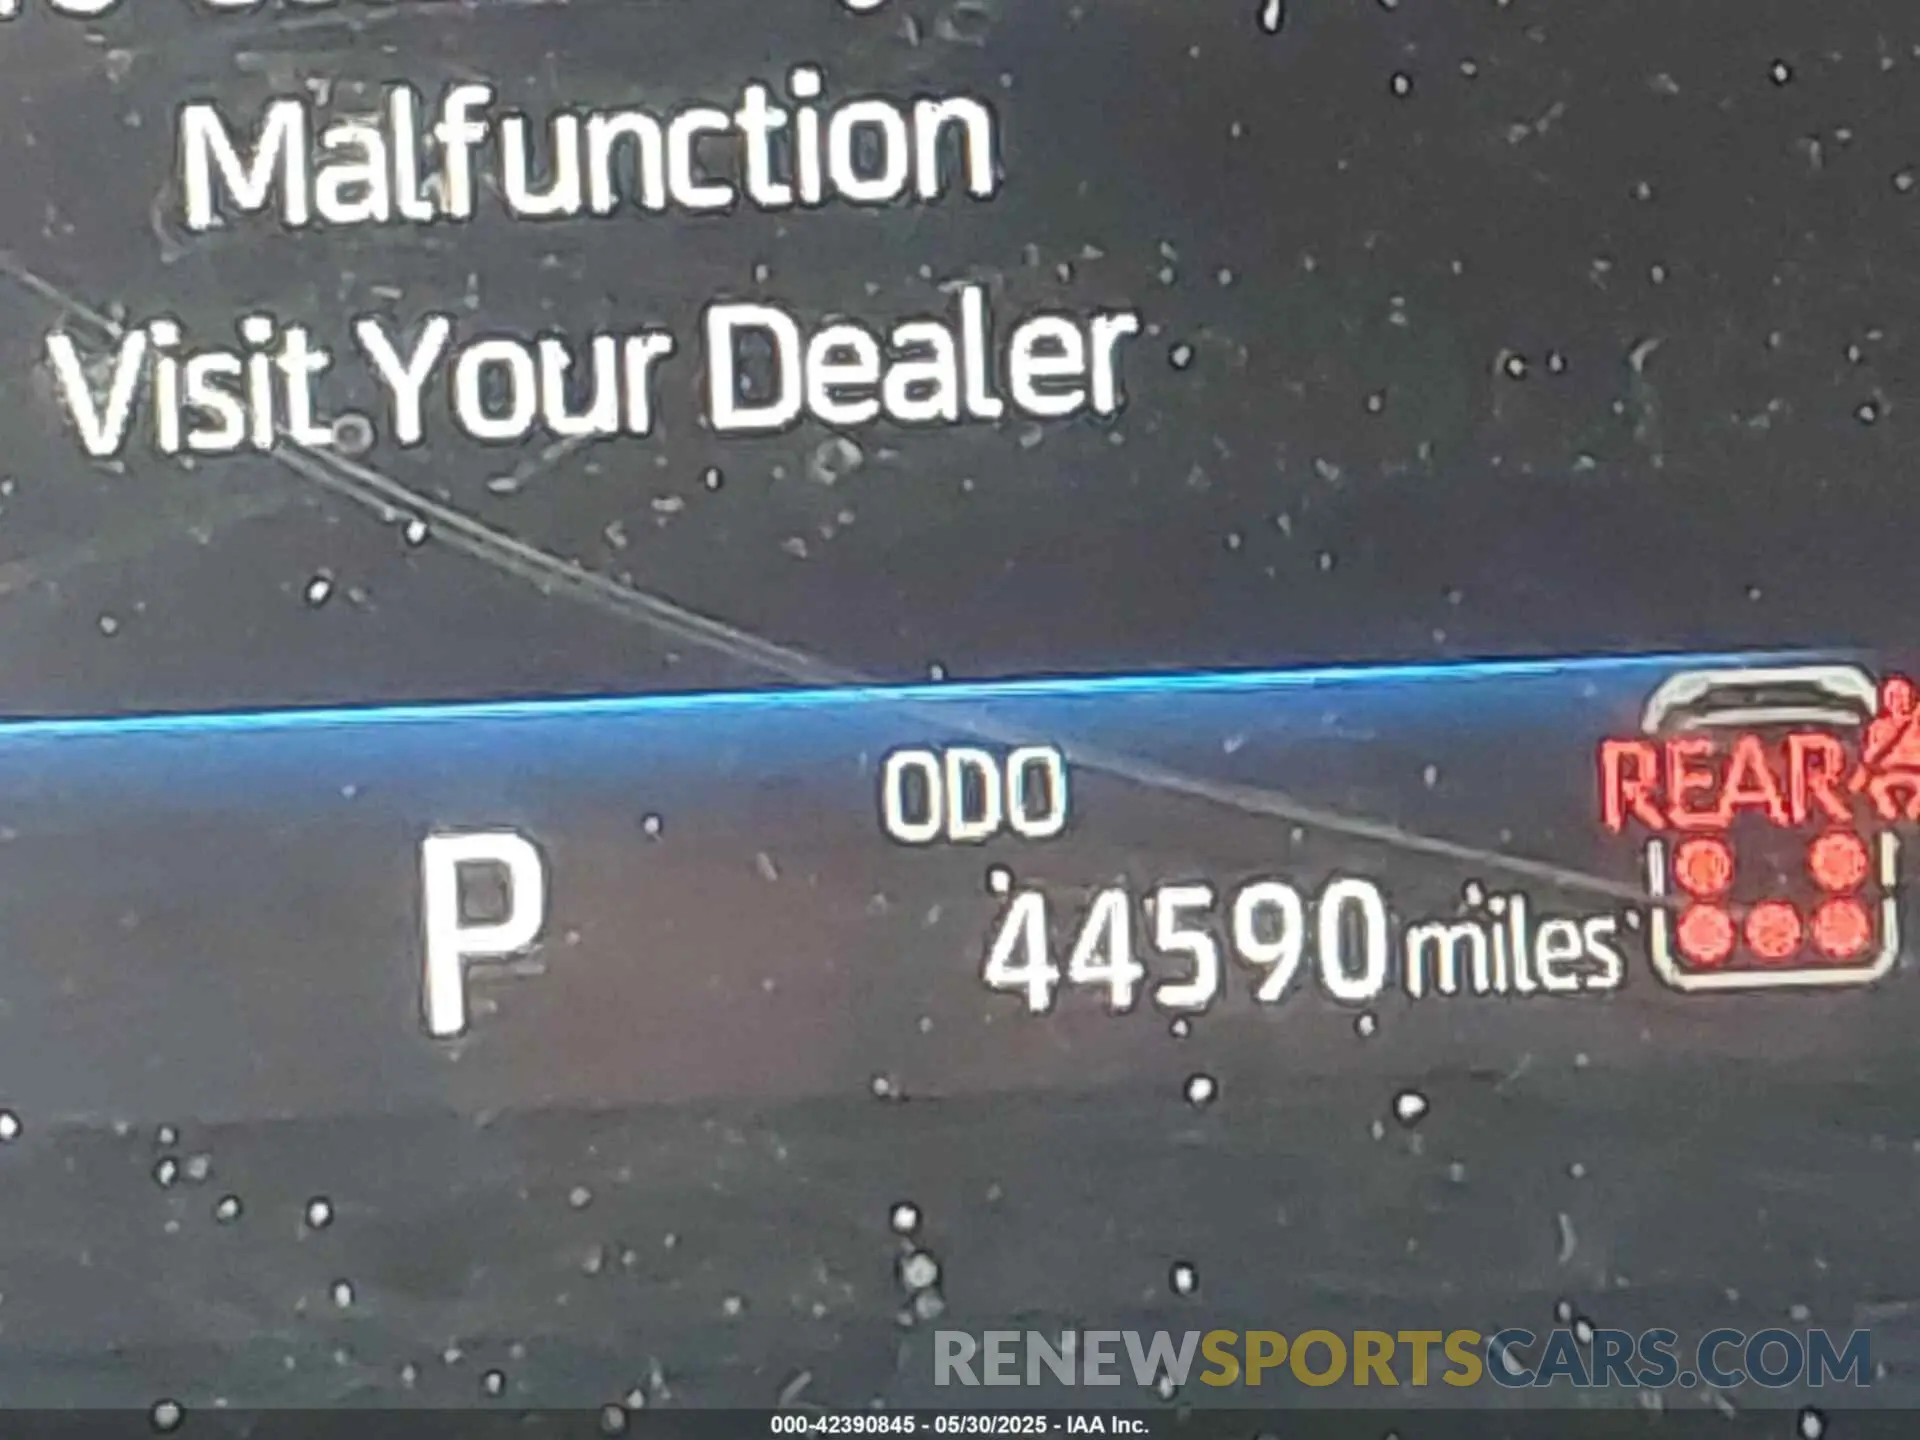 Malfunction
Visit Your Dealer
ODO
P
44590 miles
REAR
RENEWSPORTSCARS.COM
000-42390845 - 05/30/2025 - IAA Inc.